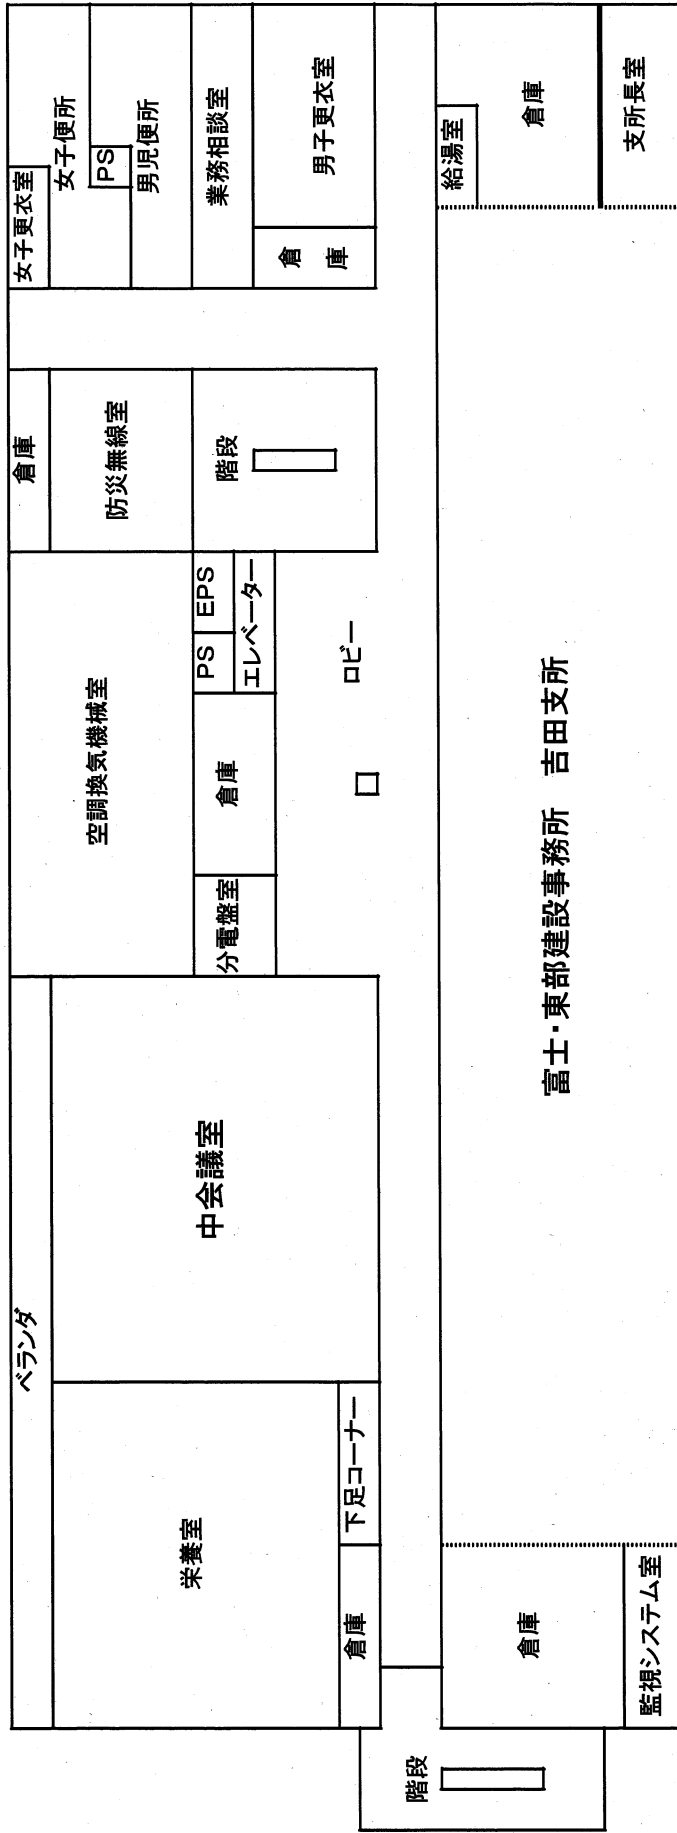 ベランダ
栄養室
下足コーナー
倉庫
階段
中会議室
空調換気機械室
分電盤室
倉庫
PS
EPS
エレベーター
ロビー
倉庫
防災無線室
階段
女子更衣室
女子便所
PS
男児便所
業務相談室
倉庫
男子更衣室
監視システム室
倉庫
富士・東部建設事務所　吉田支所
給湯室
倉庫
支所長室